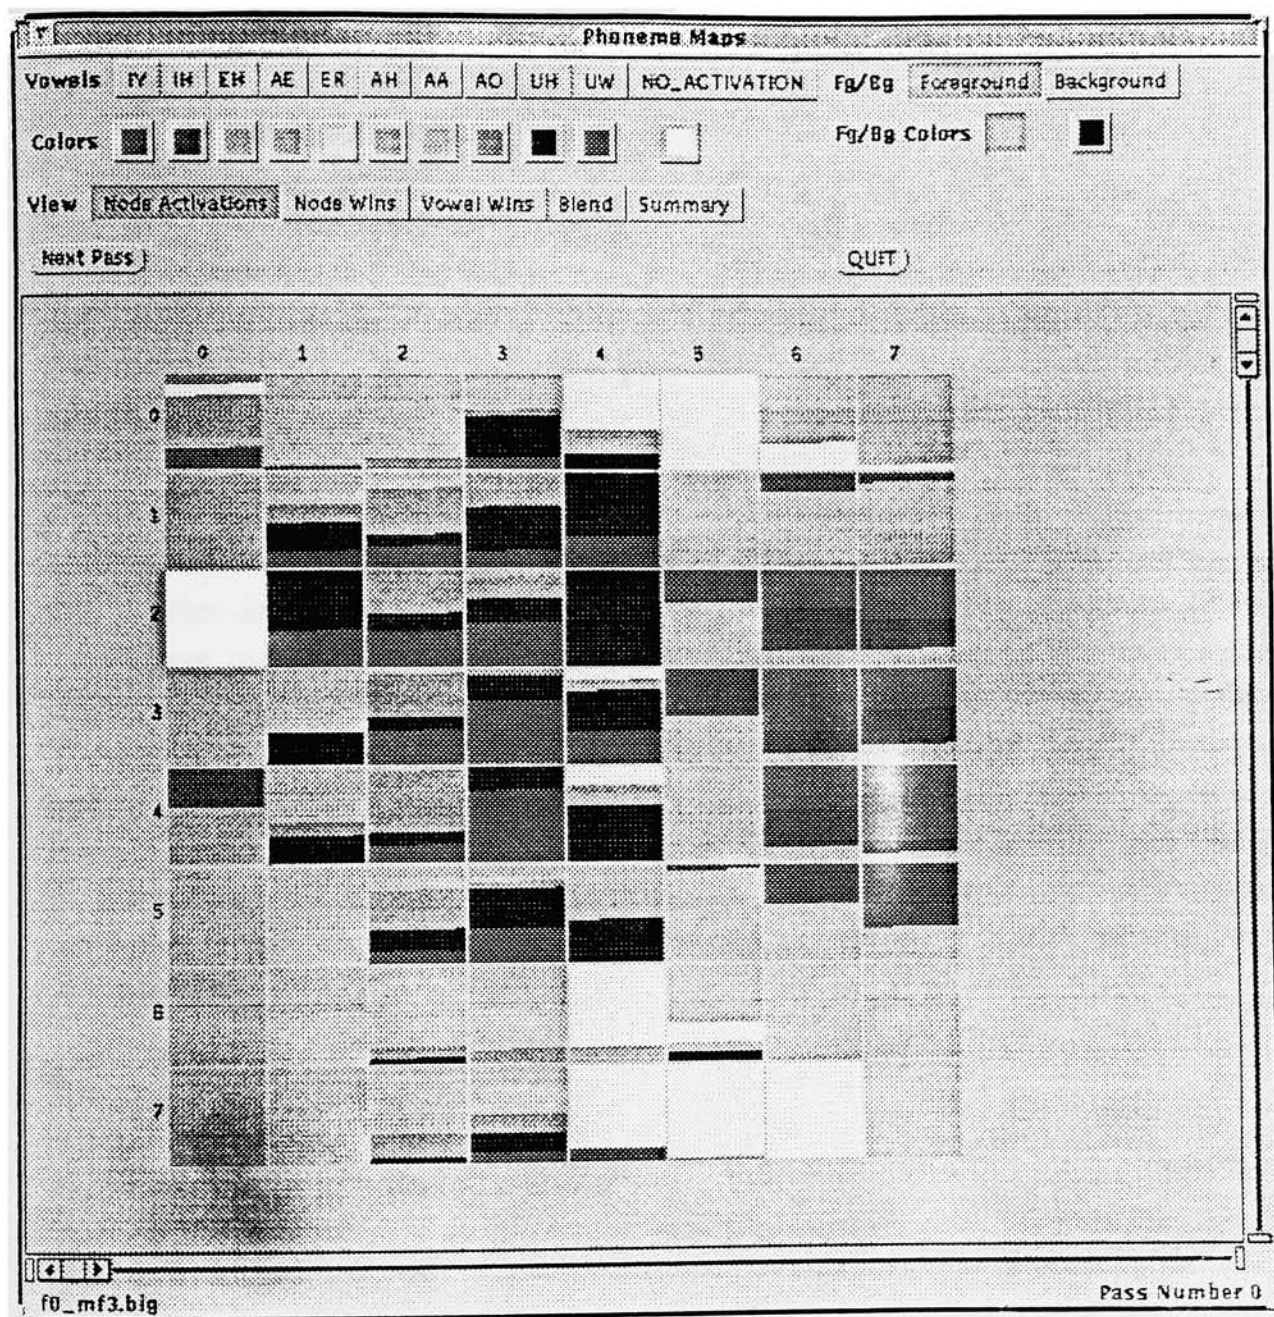 Phoneme Maps
Vowels IY IH EH AE ER AH AA AO UH UW NO_ACTIVATION Fg/Bg Foreground Background
Colors Fg/Bg Colors
View Node Activations Node Wins Vowel Wins Blend Summary
Next Pass QUIT
0 1 2 3 4 5 6 7
0
1
2
3
4
5
6
7
f0_mf3.big Pass Number 0